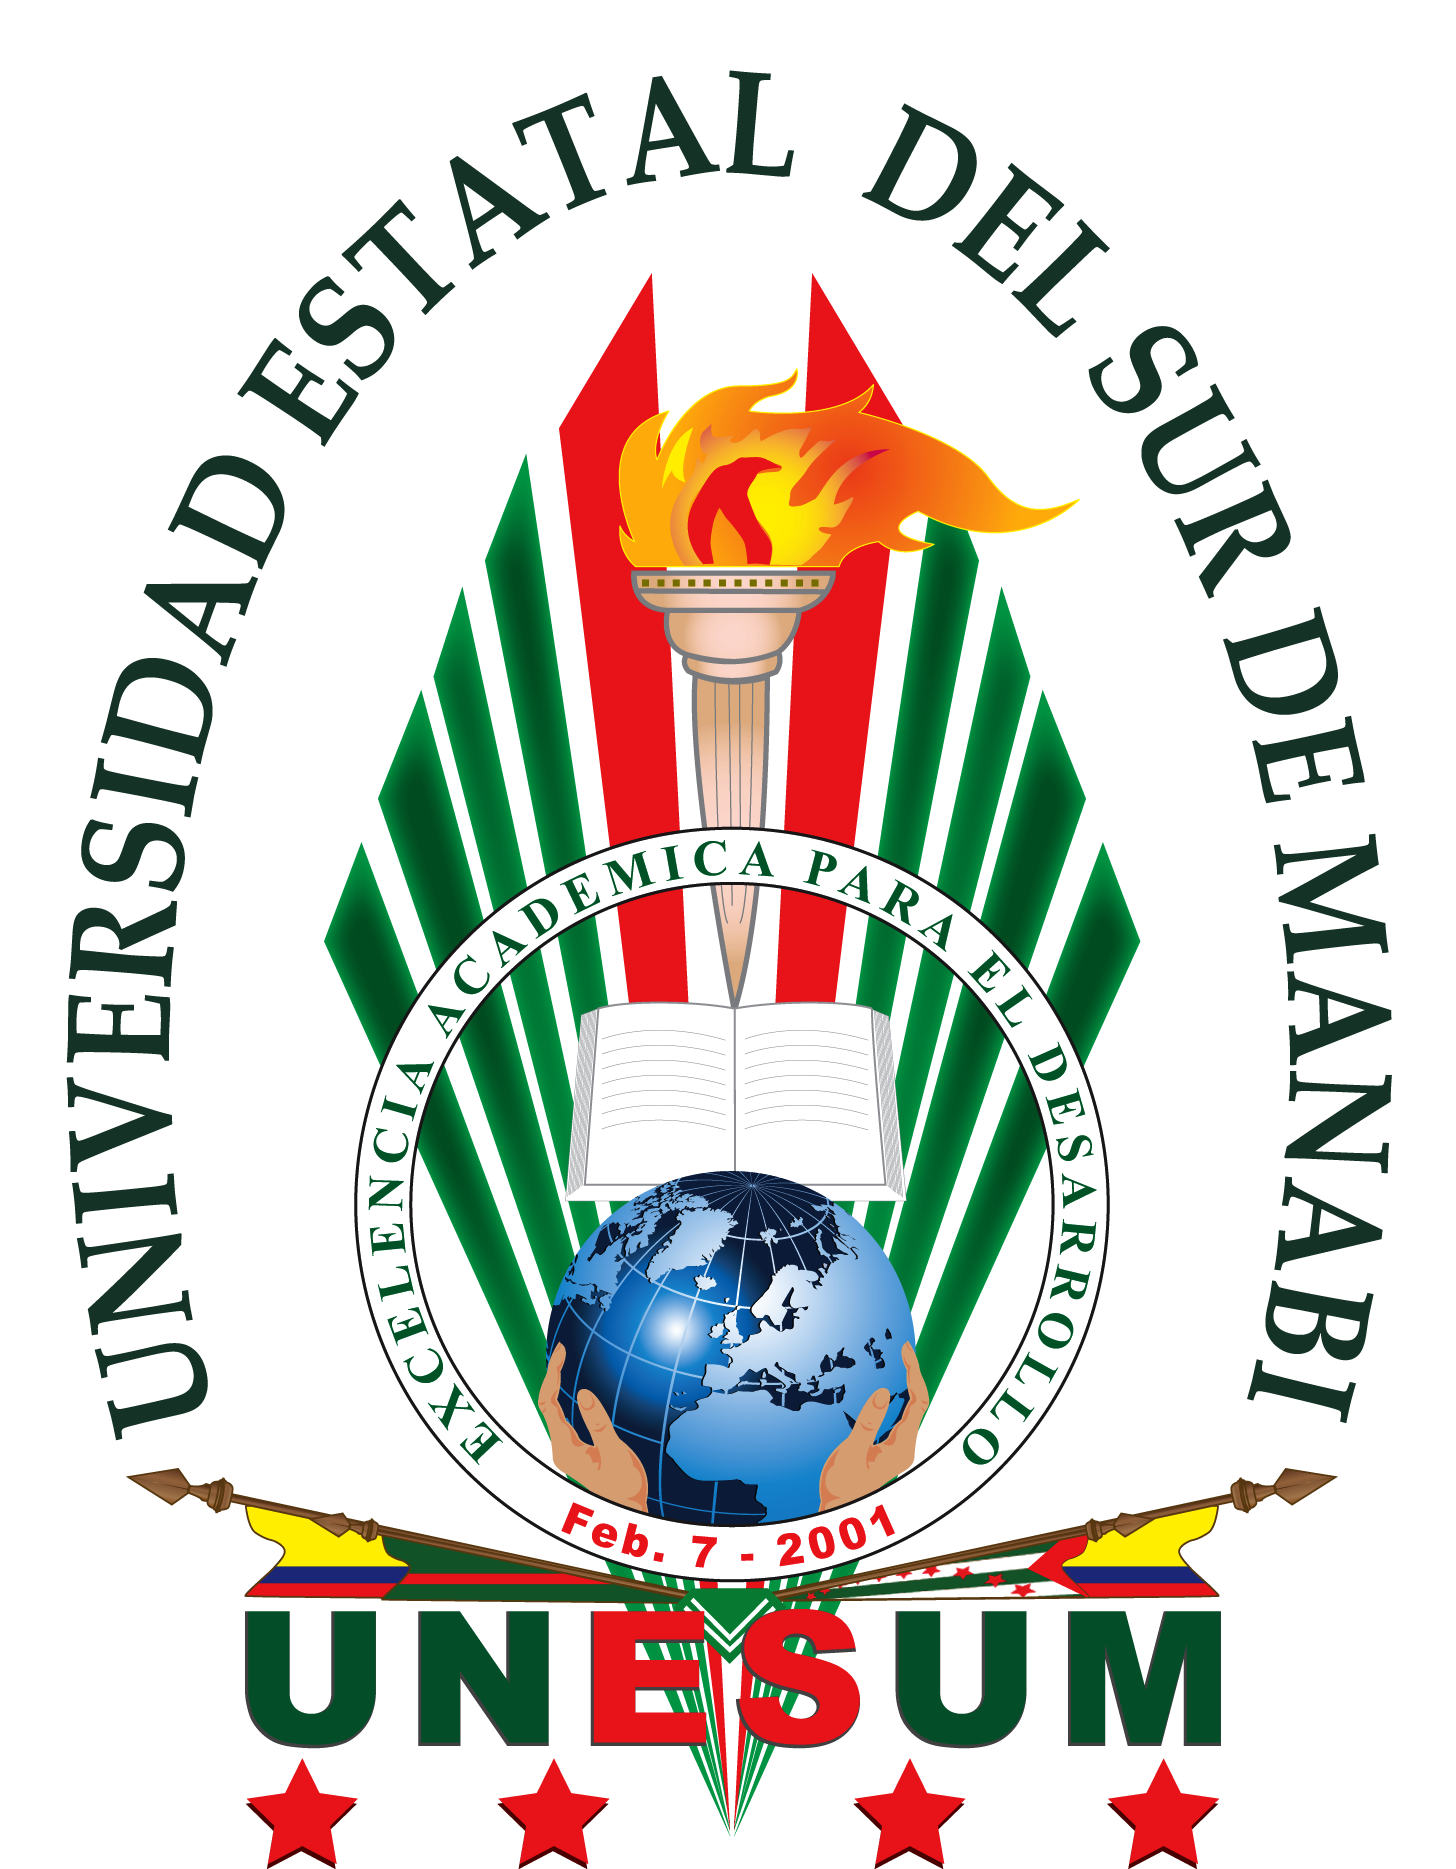 UNIVERSIDAD ESTATAL DEL SUR DE MANABI
EXCELENCIA ACADEMICA PARA EL DESARROLLO
Feb. 7 - 2001
UNESUM